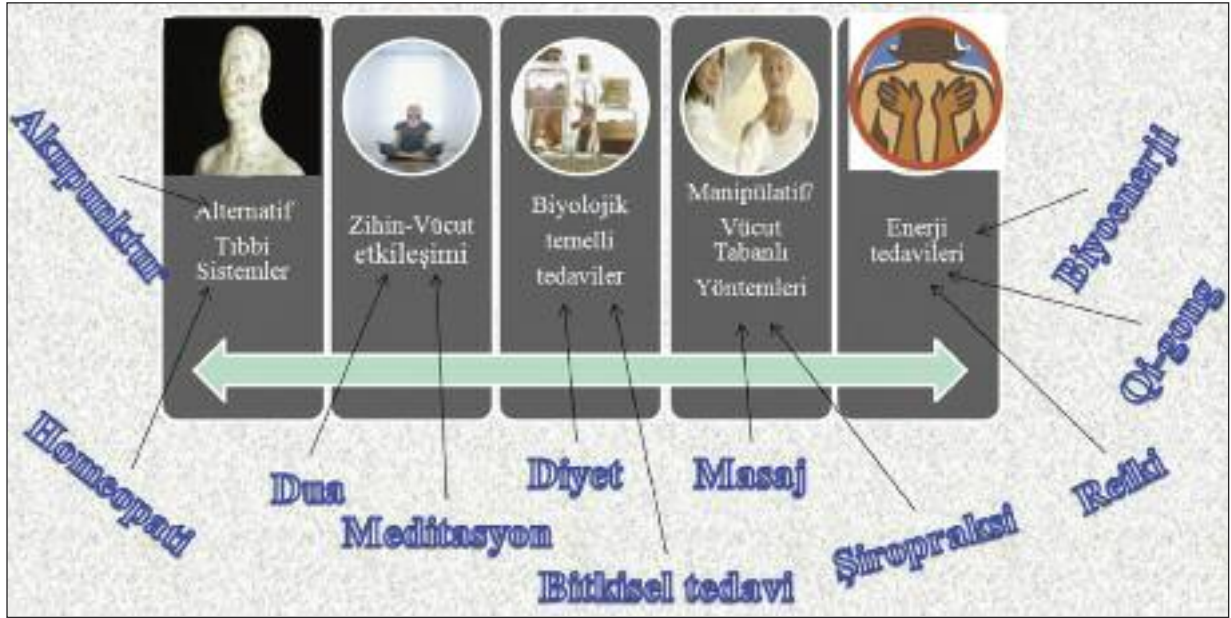 Alternatif
Tıbbi
Sistemler
Zihin-Vücut
etkileşimi
Biyolojik
temelli
tedaviler
Manipülatif/
Vücut
Tabanlı
Yöntemleri
Enerji
tedavileri
Akupunktur
Homeopati
Dua
Meditasyon
Diyet
Bitkisel tedavi
Masaj
Şiropraksi
Biyoenerji
Qi-gong
Reiki